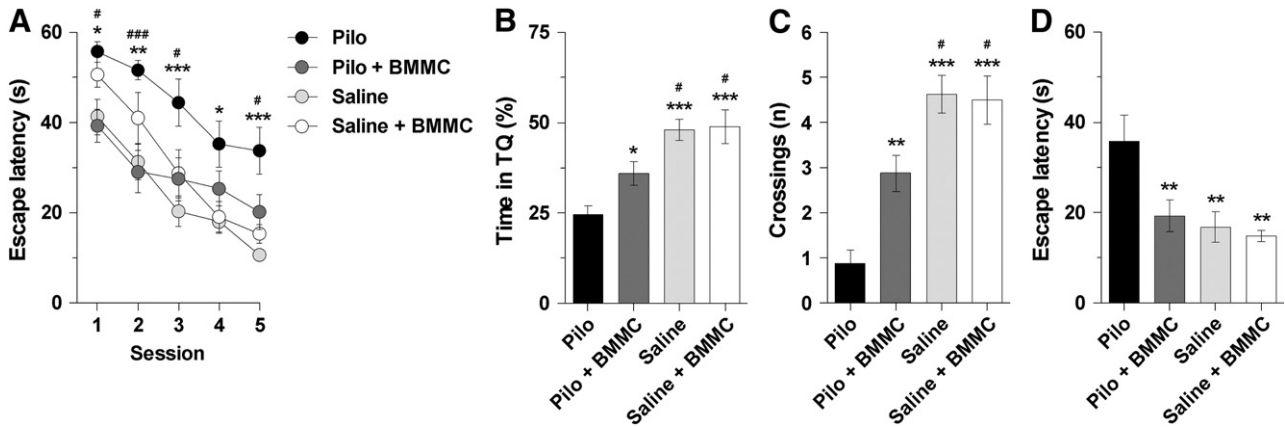 A
Escape latency (s)
60
40
20
0
#
*
###
**
#
***
*
#
***
1 2 3 4 5
Session
Pilo
Pilo + BMMC
Saline
Saline + BMMC
B
Time in TQ (%)
75
50
25
0
*
#
***
#
***
Pilo
Pilo + BMMC
Saline
Saline + BMMC
C
Crossings (n)
6
5
4
3
2
1
0
**
#
***
#
***
Pilo
Pilo + BMMC
Saline
Saline + BMMC
D
Escape latency (s)
60
40
20
0
**
**
**
Pilo
Pilo + BMMC
Saline
Saline + BMMC